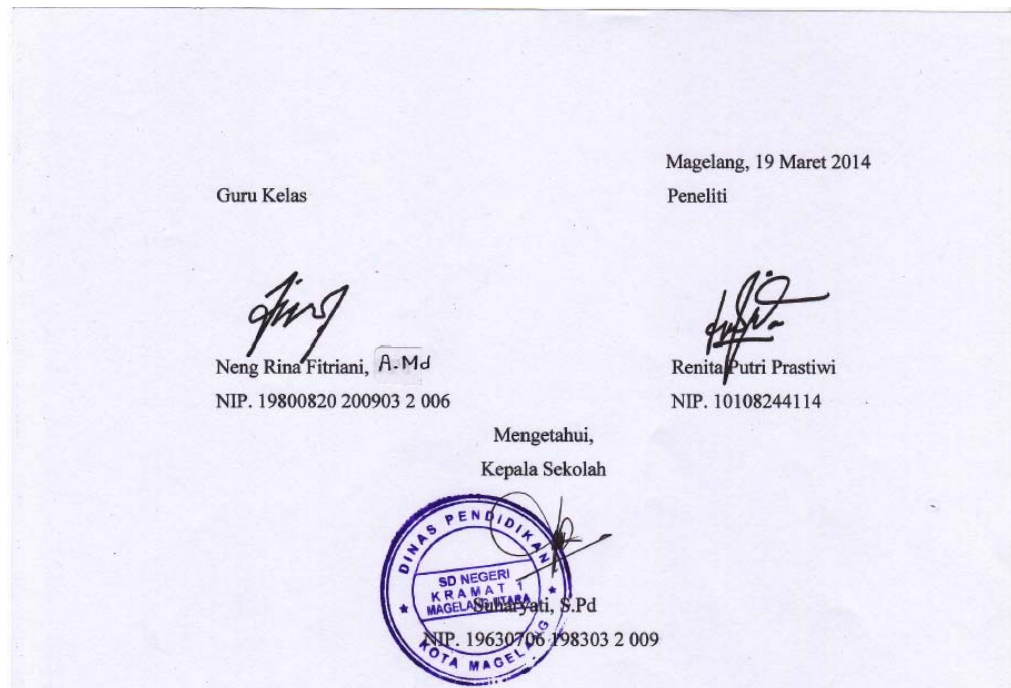 Magelang, 19 Maret 2014
Guru Kelas
Peneliti
Neng Rina Fitriani, A.Md
Renita Putri Prastiwi
NIP. 19800820 200903 2 006
NIP. 10108244114
Mengetahui,
Kepala Sekolah
DINAS PENDIDIKAN
SD NEGERI
KRAMAT 1
MAGELANG UTARA
KOTA MAGELANG
Suharyati, S.Pd
NIP. 19630706 198303 2 009